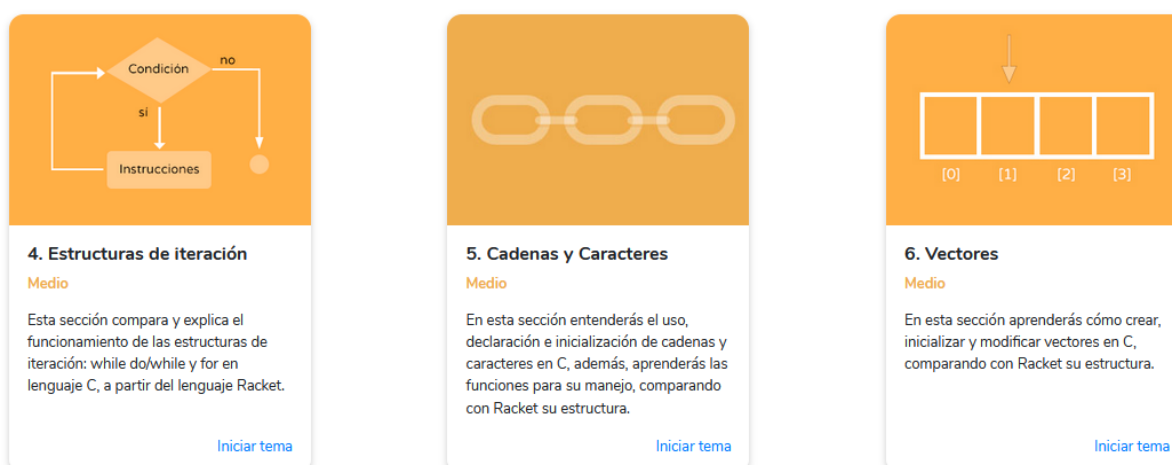 Condición
no
si
Instrucciones
4. Estructuras de iteración
Medio
Esta sección compara y explica el
funcionamiento de las estructuras de
iteración: while do/while y for en
lenguaje C, a partir del lenguaje Racket.
Iniciar tema
5. Cadenas y Caracteres
Medio
En esta sección entenderás el uso,
declaración e inicialización de cadenas y
caracteres en C, además, aprenderás las
funciones para su manejo, comparando
con Racket su estructura.
Iniciar tema
[0] [1] [2] [3]
6. Vectores
Medio
En esta sección aprenderás cómo crear,
inicializar y modificar vectores en C,
comparando con Racket su estructura.
Iniciar tema